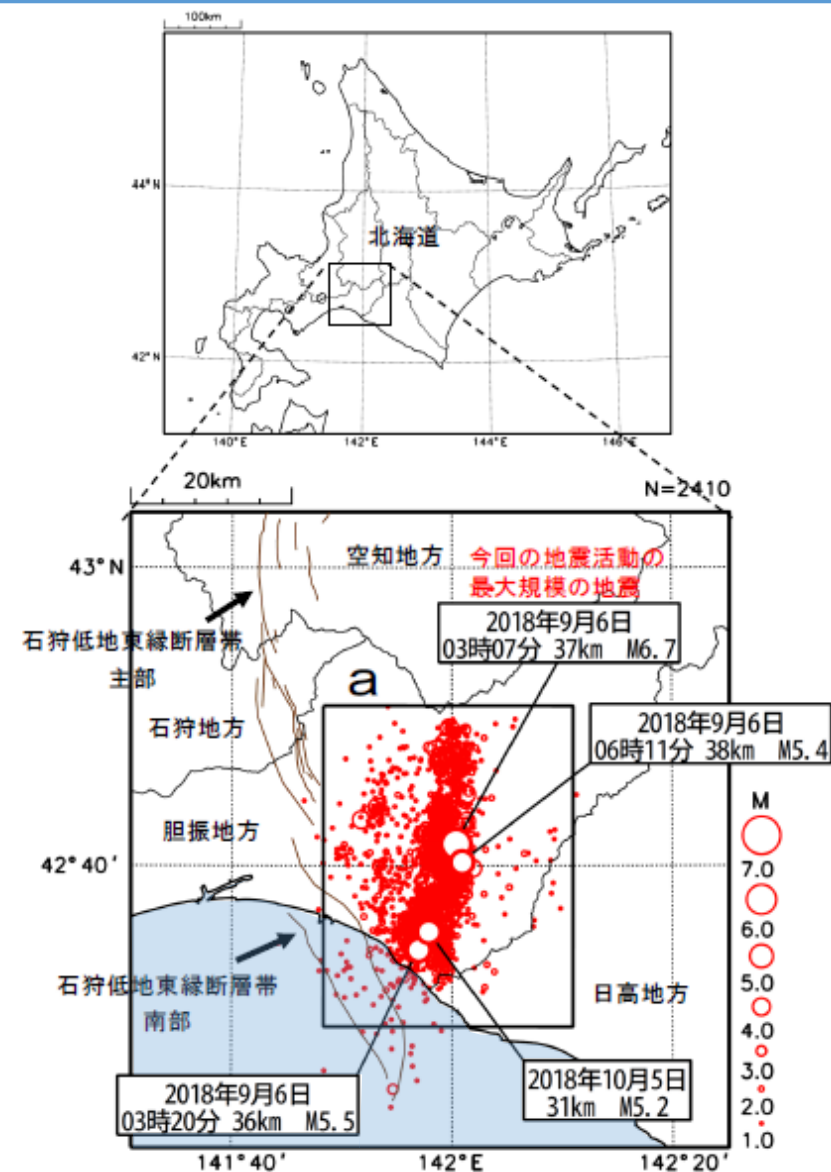 100km
44°N
北海道
42°N
140°E
142°E
144°E
146°E
20km
N=2410
43°N
空知地方
今回の地震活動の
最大規模の地震
2018年9月6日
03時07分 37km M6.7
石狩低地東縁断層帯
主部
a
2018年9月6日
06時11分 38km M5.4
石狩地方
M
胆振地方
7.0
42°40'
6.0
5.0
石狩低地東縁断層帯
南部
日高地方
4.0
3.0
2018年9月6日
03時20分 36km M5.5
2018年10月5日
31km M5.2
2.0
1.0
141°40'
142°E
142°20'